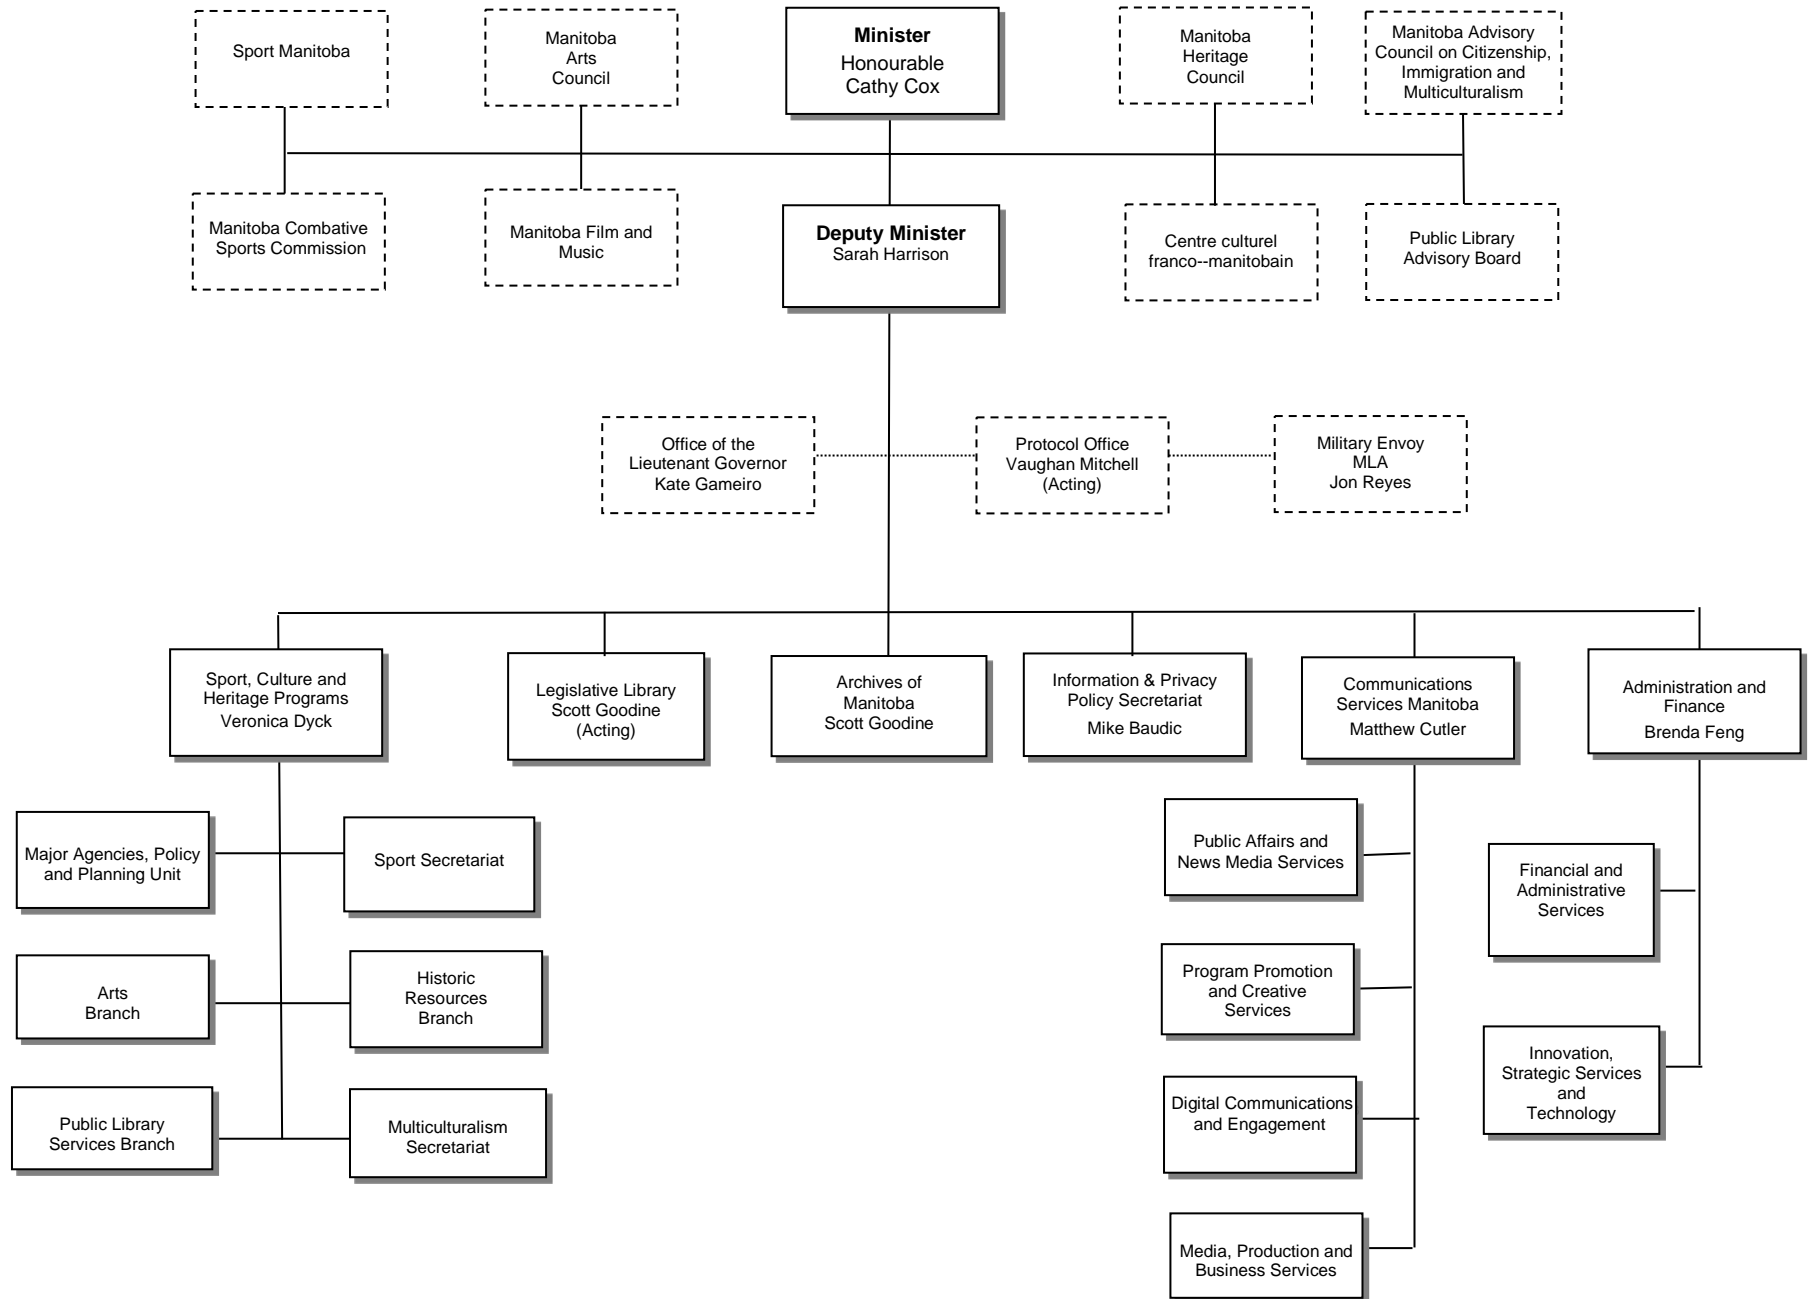 Sport Manitoba
Manitoba
Arts
Council
Minister
Honourable
Cathy Cox
Manitoba
Heritage
Council
Manitoba Advisory
Council on Citizenship,
Immigration and
Multiculturalism
Manitoba Combative
Sports Commission
Manitoba Film and
Music
Deputy Minister
Sarah Harrison
Centre culturel
franco--manitobain
Public Library
Advisory Board
Office of the
Lieutenant Governor
Kate Gameiro
Protocol Office
Vaughan Mitchell
(Acting)
Military Envoy
MLA
Jon Reyes
Sport, Culture and
Heritage Programs
Veronica Dyck
Legislative Library
Scott Goodine
(Acting)
Archives of
Manitoba
Scott Goodine
Information & Privacy
Policy Secretariat
Mike Baudic
Communications
Services Manitoba
Matthew Cutler
Administration and
Finance
Brenda Feng
Major Agencies, Policy
and Planning Unit
Sport Secretariat
Arts
Branch
Historic
Resources
Branch
Public Library
Services Branch
Multiculturalism
Secretariat
Public Affairs and
News Media Services
Program Promotion
and Creative
Services
Digital Communications
and Engagement
Media, Production and
Business Services
Financial and
Administrative
Services
Innovation,
Strategic Services
and
Technology